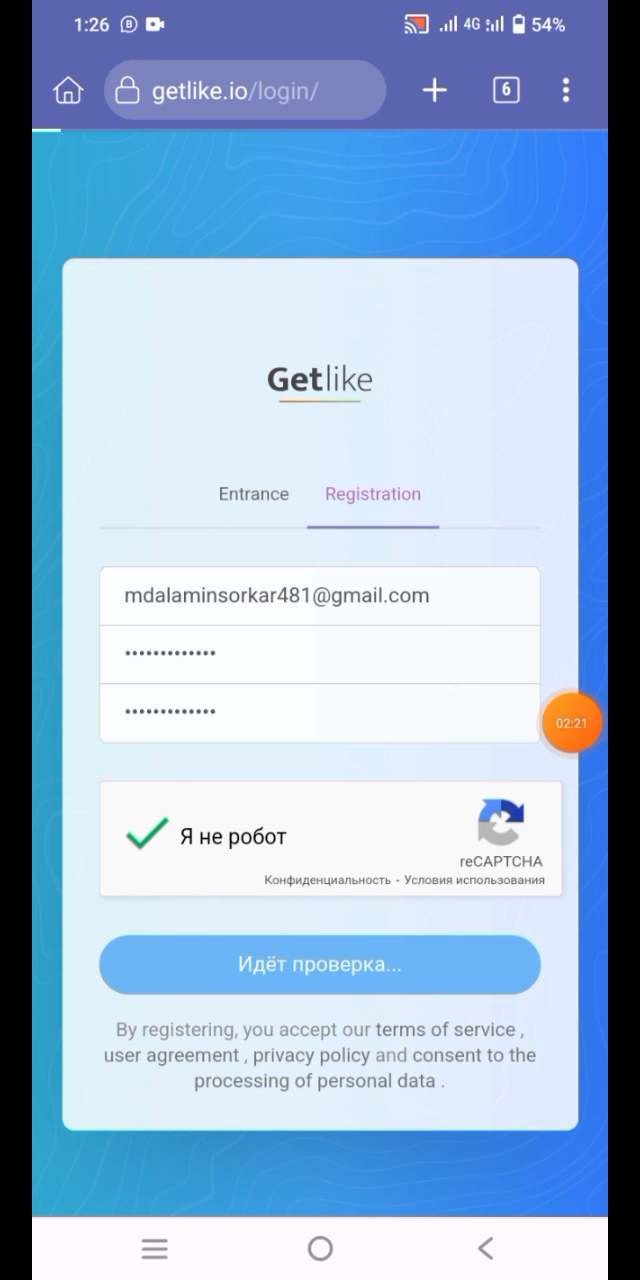 1:26 4G 54%
getlike.io/login/ 6
Getlike
Entrance Registration
mdalaminsorkar481@gmail.com
•••••••••••••
•••••••••••••
02:21
Я не робот
reCAPTCHA
Конфиденциальность - Условия использования
Идёт проверка...
By registering, you accept our terms of service ,
user agreement , privacy policy and consent to the
processing of personal data .